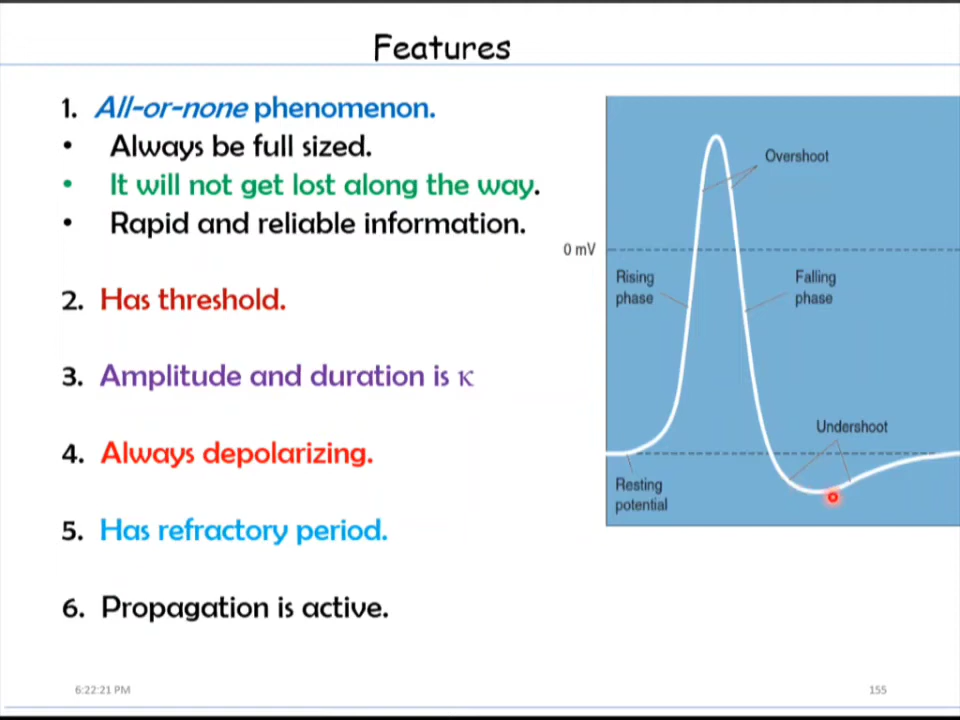 Features
1. All-or-none phenomenon.
• Always be full sized.
• It will not get lost along the way.
• Rapid and reliable information.
2. Has threshold.
3. Amplitude and duration is κ
4. Always depolarizing.
5. Has refractory period.
6. Propagation is active.
Overshoot
0 mV
Rising
phase
Falling
phase
Undershoot
Resting
potential
6:22:21 PM
155